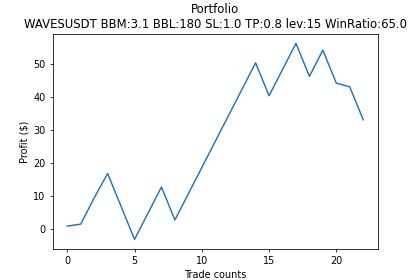 Portfolio
WAVESUSDT BBM:3.1 BBL:180 SL:1.0 TP:0.8 lev:15 WinRatio:65.0
50
40
30
20
10
0
Profit ($)
0 5 10 15 20
Trade counts